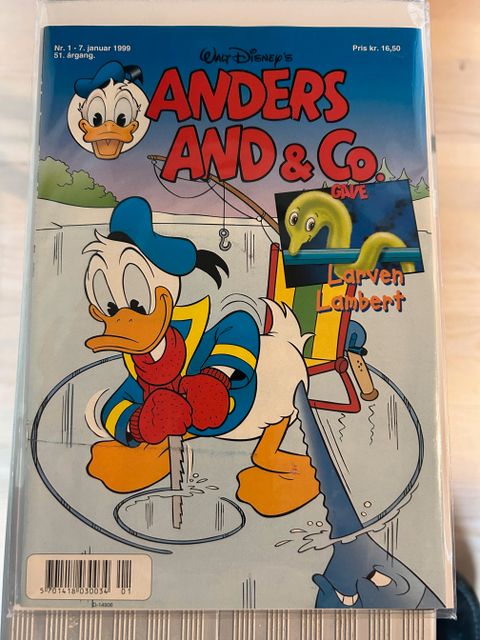 Nr. 1 - 7. januar 1999
51. årgang.
WALT DISNEY'S
Pris kr. 16,50
ANDERS
AND & Co.
GAVE
Larven
Lambert
5 701418 030034 01
D-14906